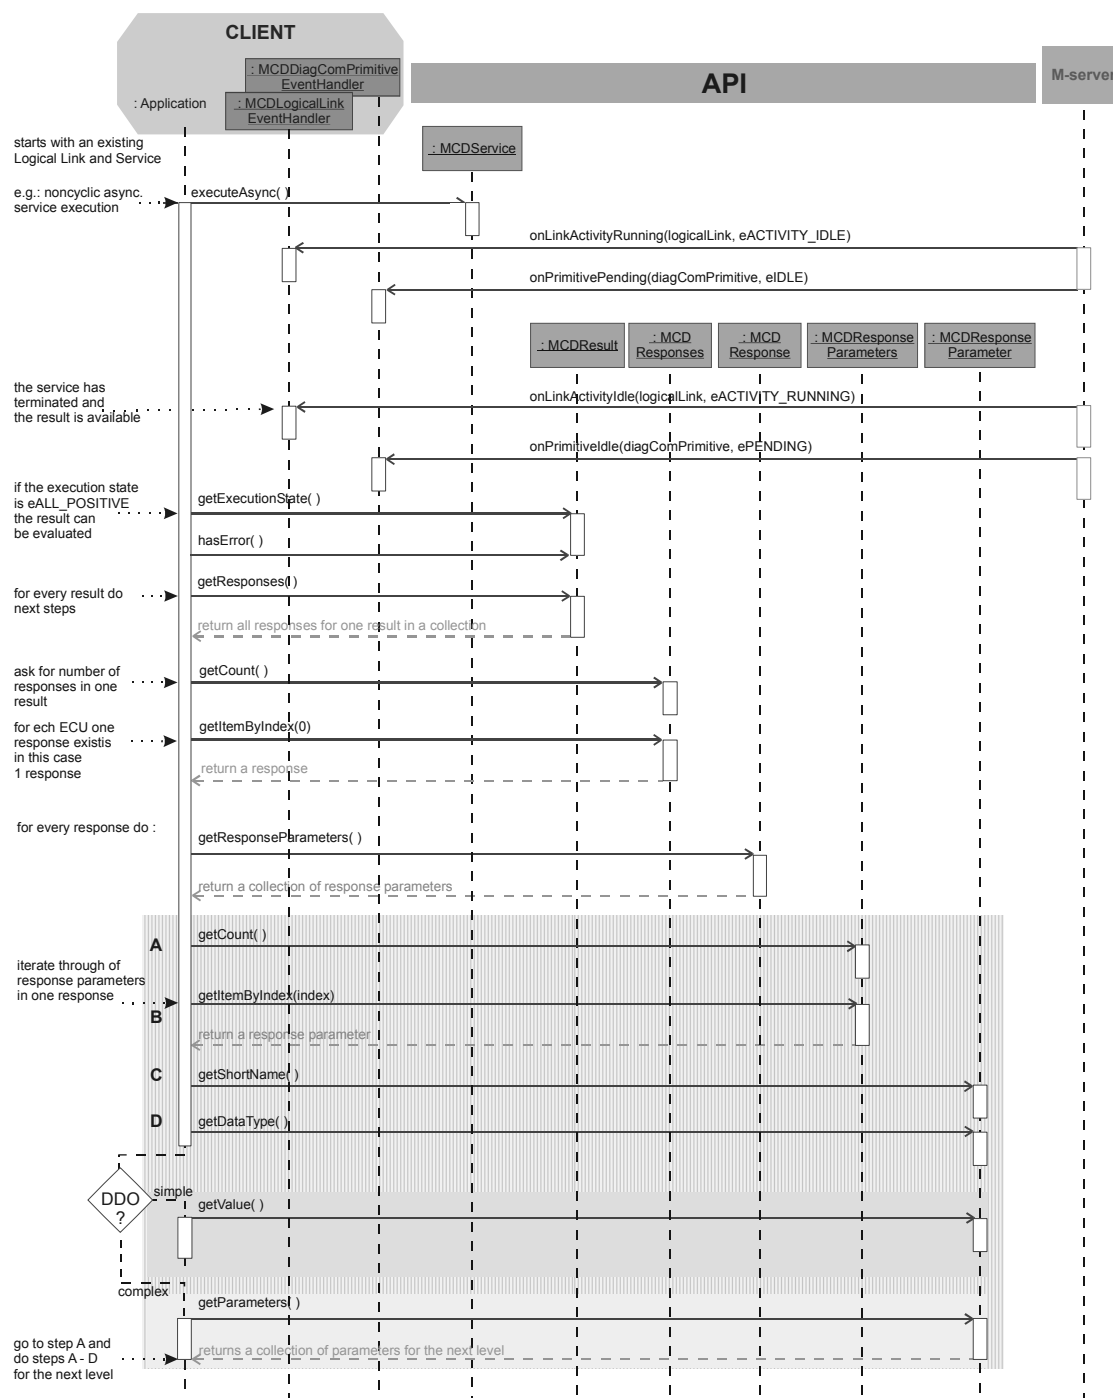 CLIENT
: MCDDiagComPrimitive
EventHandler
API
M-server
: Application
: MCDLogicalLink
EventHandler
starts with an existing
Logical Link and Service
: MCDService
e.g.: noncyclic async.
service execution
executeAsync( )
onLinkActivityRunning(logicalLink, eACTIVITY_IDLE)
onPrimitivePending(diagComPrimitive, eIDLE)
: MCDResult
: MCD
Responses
: MCD
Response
: MCDResponse
Parameters
: MCDResponse
Parameter
the service has
terminated and
the result is available
onLinkActivityIdle(logicalLink, eACTIVITY_RUNNING)
onPrimitiveIdle(diagComPrimitive, ePENDING)
if the execution state
is eALL_POSITIVE
the result can
be evaluated
getExecutionState( )
hasError( )
for every result do
next steps
getResponses( )
return all responses for one result in a collection
ask for number of
responses in one
result
getCount( )
for ech ECU one
response existis
in this case
1 response
getItemByIndex(0)
return a response
for every response do :
getResponseParameters( )
return a collection of response parameters
A
getCount( )
iterate through of
response parameters
in one response
getItemByIndex(index)
B
return a response parameter
C
getShortName( )
D
getDataType( )
DDO
?
simple
getValue( )
complex
getParameters( )
go to step A and
do steps A - D
for the next level
returns a collection of parameters for the next level